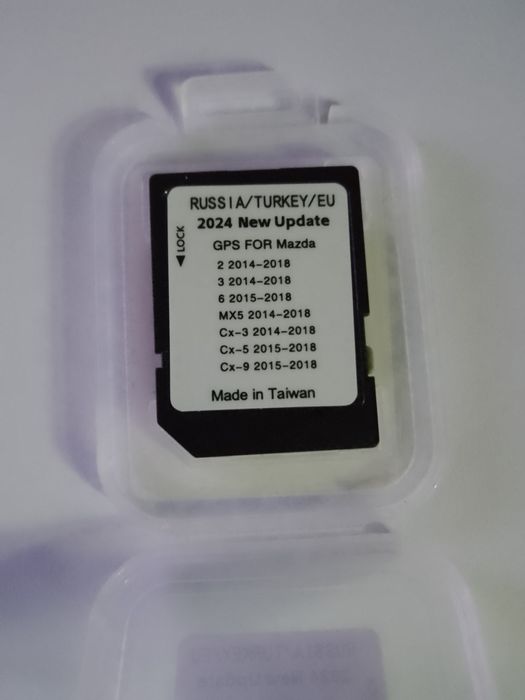 RUSSIA/TURKEY/EU
2024 New Update
LOCK
GPS FOR Mazda
2 2014-2018
3 2014-2018
6 2015-2018
MX5 2014-2018
Cx-3 2014-2018
Cx-5 2015-2018
Cx-9 2015-2018
Made in Taiwan